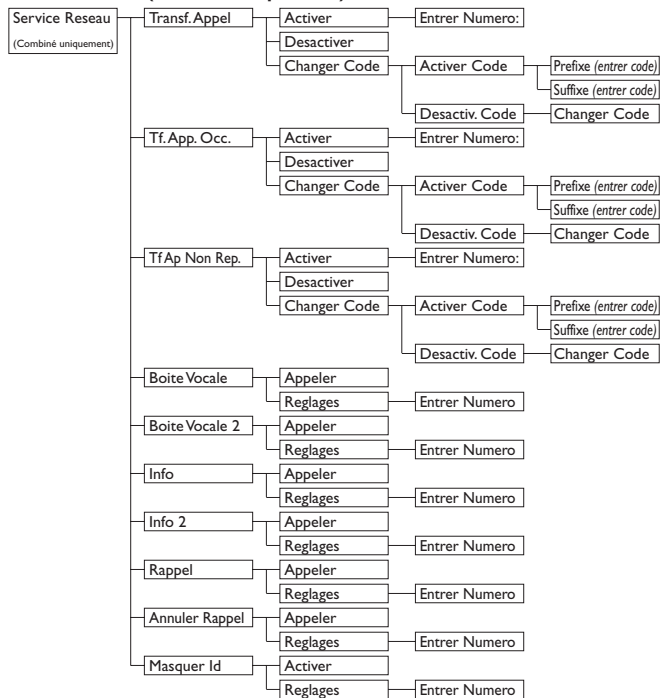 Service Reseau Transf. Appel Activer Entrer Numero:
(Combiné uniquement) Desactiver
Changer Code Activer Code Prefixe (entrer code)
Suffixe (entrer code)
Desactiv. Code Changer Code
Tf. App. Occ. Activer Entrer Numero:
Desactiver
Changer Code Activer Code Prefixe (entrer code)
Suffixe (entrer code)
Desactiv. Code Changer Code
Tf Ap Non Rep. Activer Entrer Numero:
Desactiver
Changer Code Activer Code Prefixe (entrer code)
Suffixe (entrer code)
Desactiv. Code Changer Code
Boite Vocale Appeler
Reglages Entrer Numero
Boite Vocale 2 Appeler
Reglages Entrer Numero
Info Appeler
Reglages Entrer Numero
Info 2 Appeler
Reglages Entrer Numero
Rappel Appeler
Reglages Entrer Numero
Annuler Rappel Appeler
Reglages Entrer Numero
Masquer Id Activer
Reglages Entrer Numero